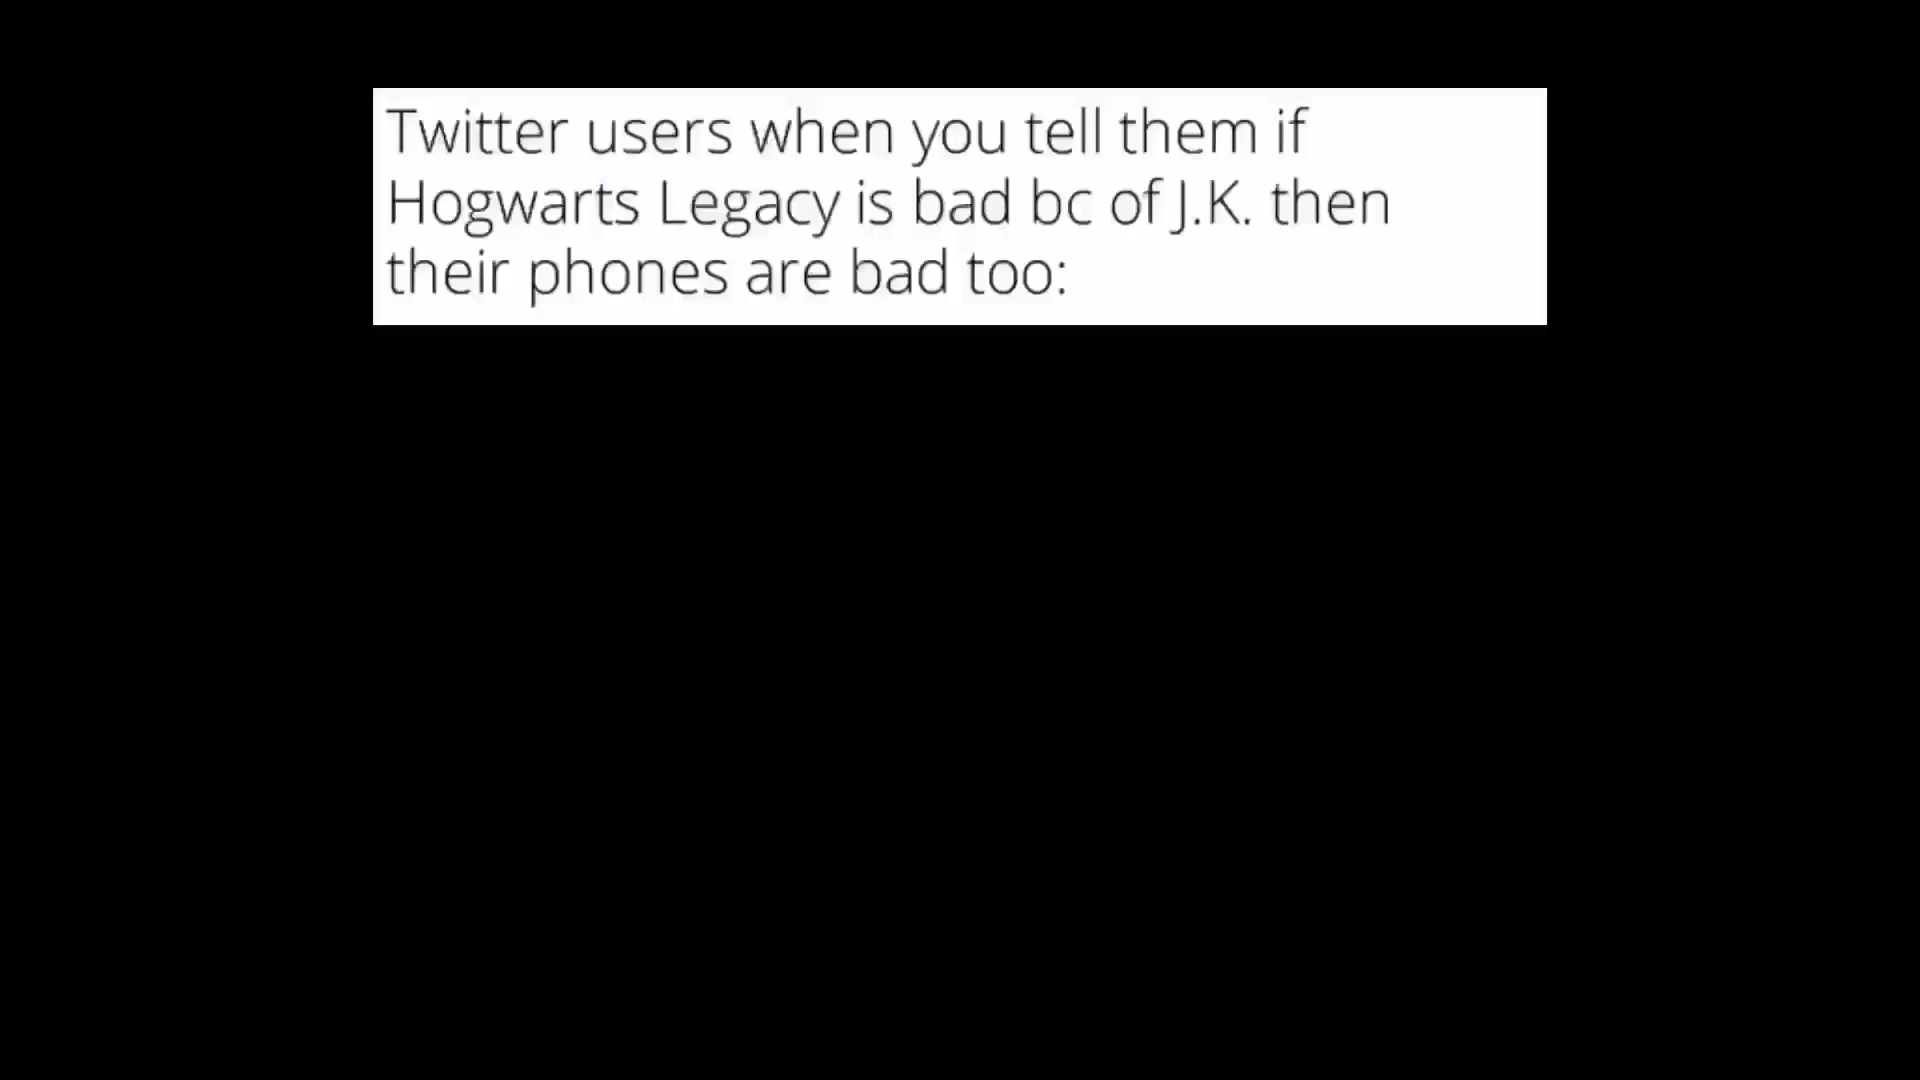 Twitter users when you tell them if
Hogwarts Legacy is bad bc of J.K. then
their phones are bad too: